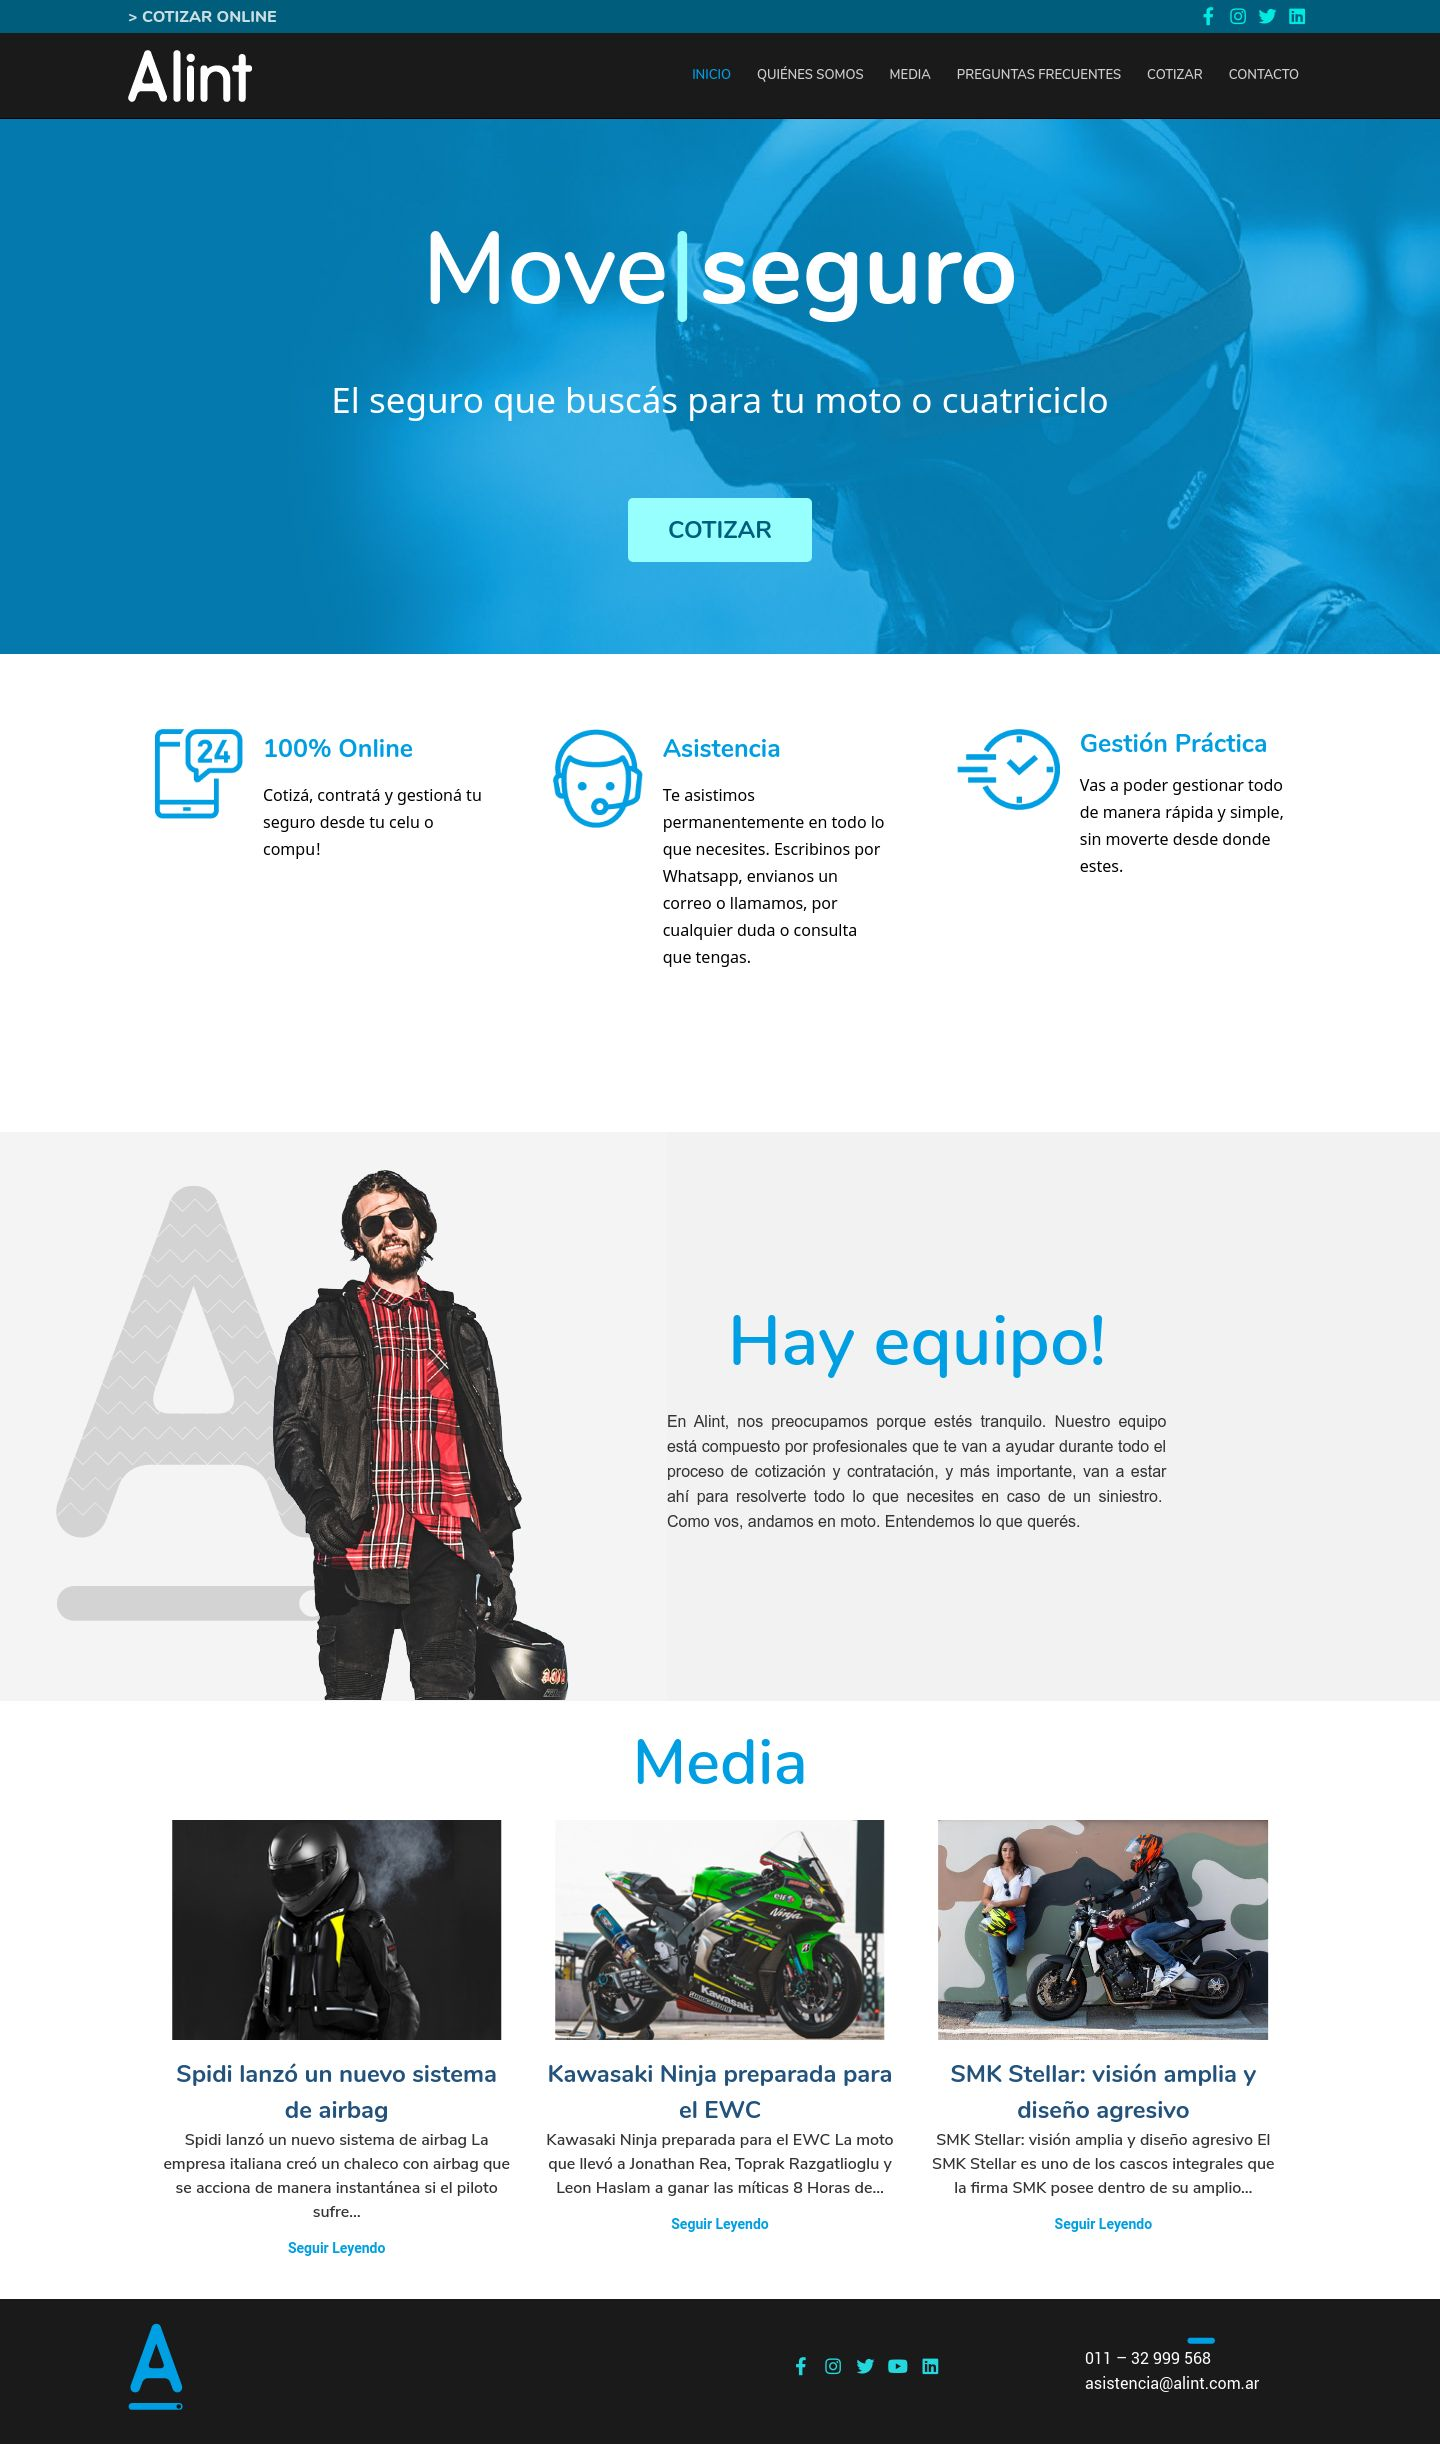 > COTIZAR ONLINE
Alint
INICIO QUIÉNES SOMOS MEDIA PREGUNTAS FRECUENTES COTIZAR CONTACTO
Move|seguro
El seguro que buscás para tu moto o cuatriciclo
COTIZAR
24
100% Online
Cotizá, contratá y gestioná tu
seguro desde tu celu o
compu!
Asistencia
Te asistimos
permanentemente en todo lo
que necesites. Escribinos por
Whatsapp, envianos un
correo o llamamos, por
cualquier duda o consulta
que tengas.
Gestión Práctica
Vas a poder gestionar todo
de manera rápida y simple,
sin moverte desde donde
estes.
Hay equipo!
En Alint, nos preocupamos porque estés tranquilo. Nuestro equipo
está compuesto por profesionales que te van a ayudar durante todo el
proceso de cotización y contratación, y más importante, van a estar
ahí para resolverte todo lo que necesites en caso de un siniestro.
Como vos, andamos en moto. Entendemos lo que querés.
Media
elf
Ninja
Kawasaki
Spidi lanzó un nuevo sistema
de airbag
Spidi lanzó un nuevo sistema de airbag La
empresa italiana creó un chaleco con airbag que
se acciona de manera instantánea si el piloto
sufre...
Seguir Leyendo
Kawasaki Ninja preparada para
el EWC
Kawasaki Ninja preparada para el EWC La moto
que llevó a Jonathan Rea, Toprak Razgatlioglu y
Leon Haslam a ganar las míticas 8 Horas de...
Seguir Leyendo
SMK Stellar: visión amplia y
diseño agresivo
SMK Stellar: visión amplia y diseño agresivo El
SMK Stellar es uno de los cascos integrales que
la firma SMK posee dentro de su amplio...
Seguir Leyendo
011 – 32 999 568
asistencia@alint.com.ar